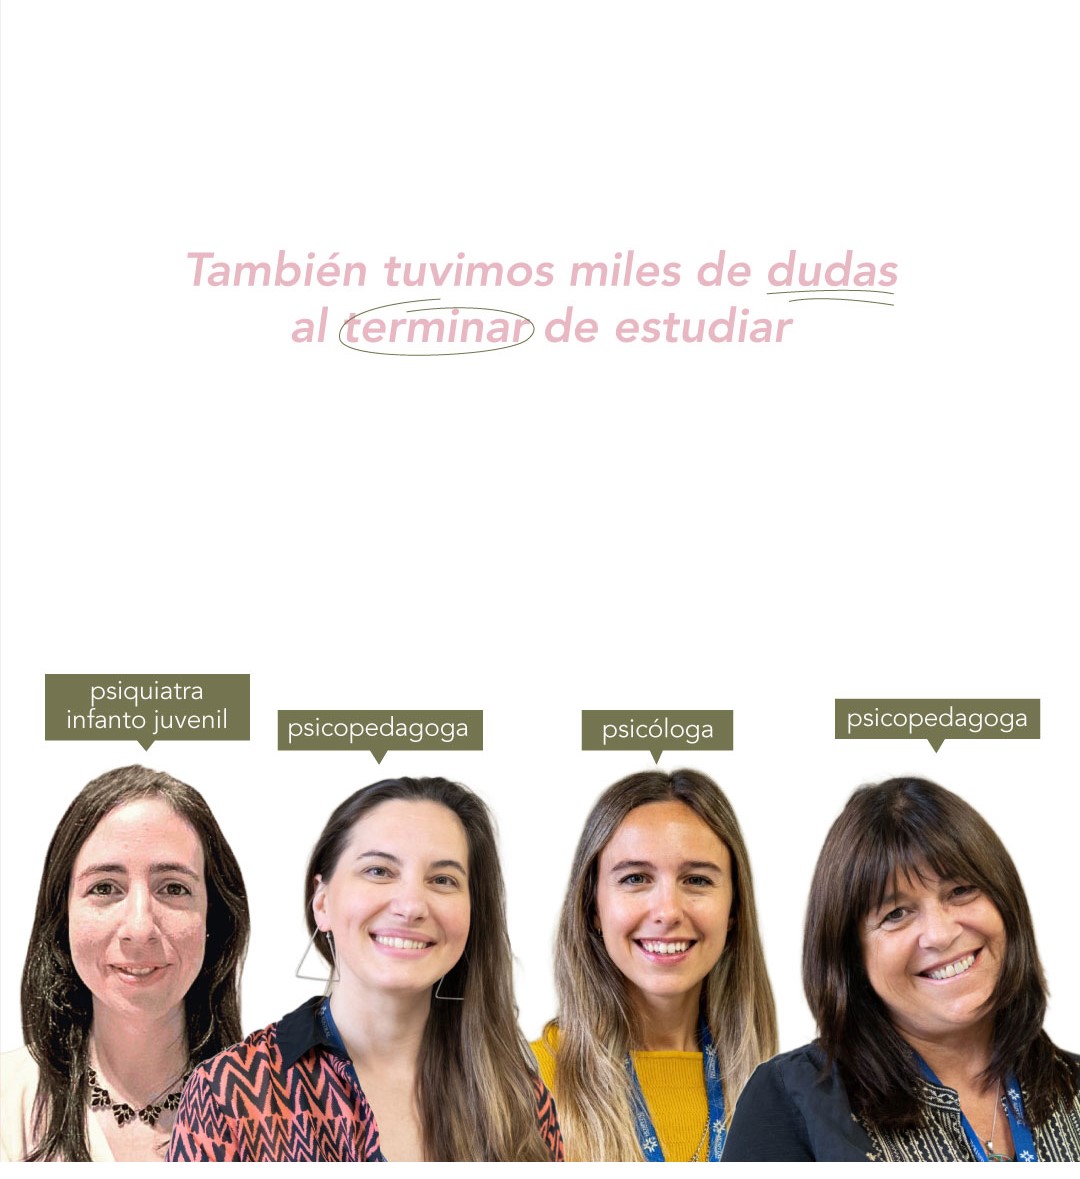 También tuvimos miles de dudas
al terminar de estudiar
psiquiatra
infanto juvenil
psicopedagoga
psicóloga
psicopedagoga